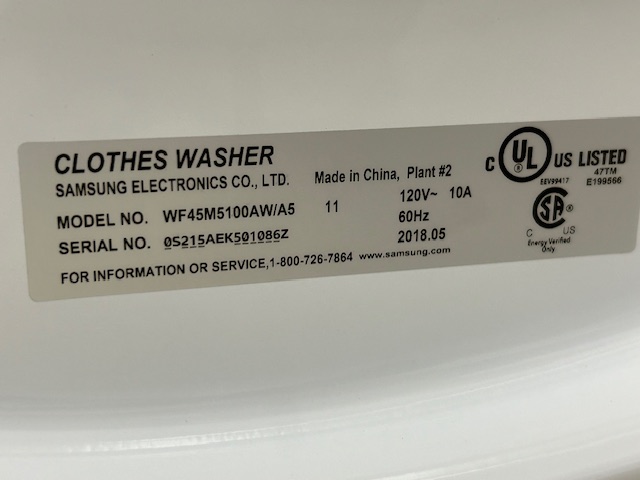 CLOTHES WASHER
SAMSUNG ELECTRONICS CO., LTD.
Made in China, Plant #2
MODEL NO. WF45M5100AW/A5 11 120V~ 10A
60Hz
SERIAL NO. 0S215AEK501086Z 2018.05
FOR INFORMATION OR SERVICE,1-800-726-7864 www.samsung.com
C UL US LISTED
EEV99417 47TM
E199566
SA
C US
Energy Verified
Only